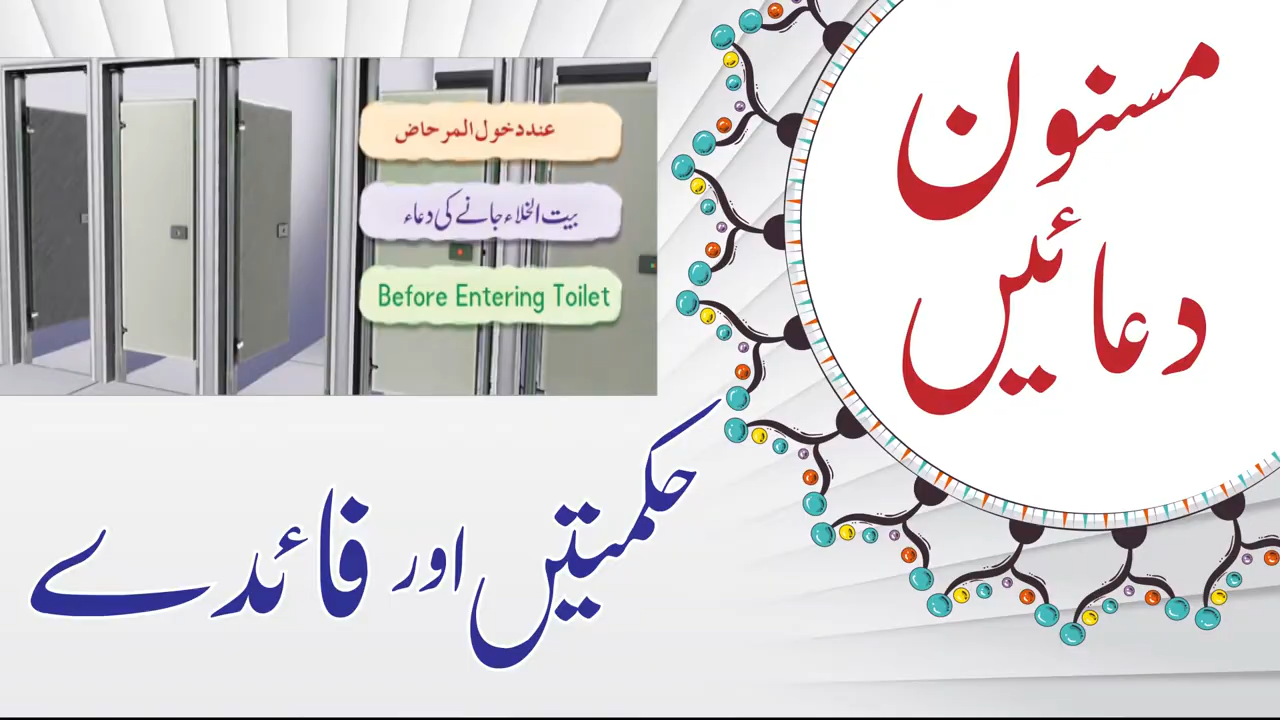 مسنون
دعائیں
عند دخول المرحاض
بیت الخلاء جانے کی دعاء
Before Entering Toilet
حکمتیں اور فائدے